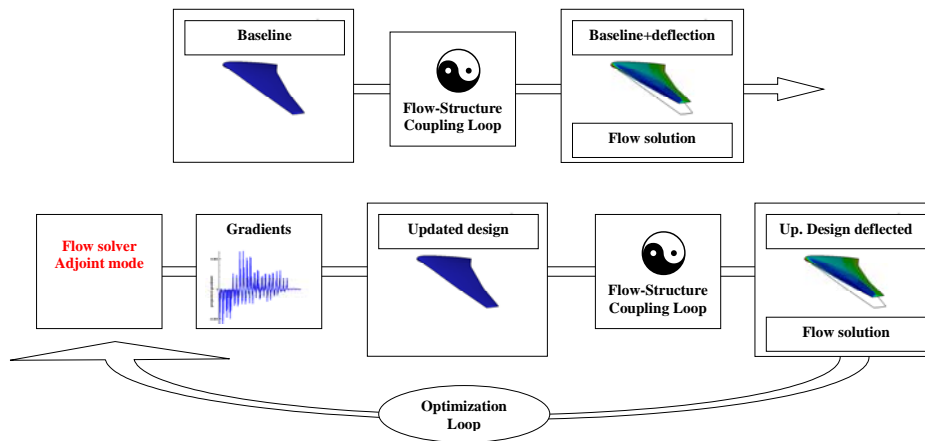 Baseline
Flow-Structure
Coupling Loop
Baseline+deflection
Flow solution
Flow solver
Adjoint mode
Gradients
Updated design
Flow-Structure
Coupling Loop
Up. Design deflected
Flow solution
Optimization
Loop